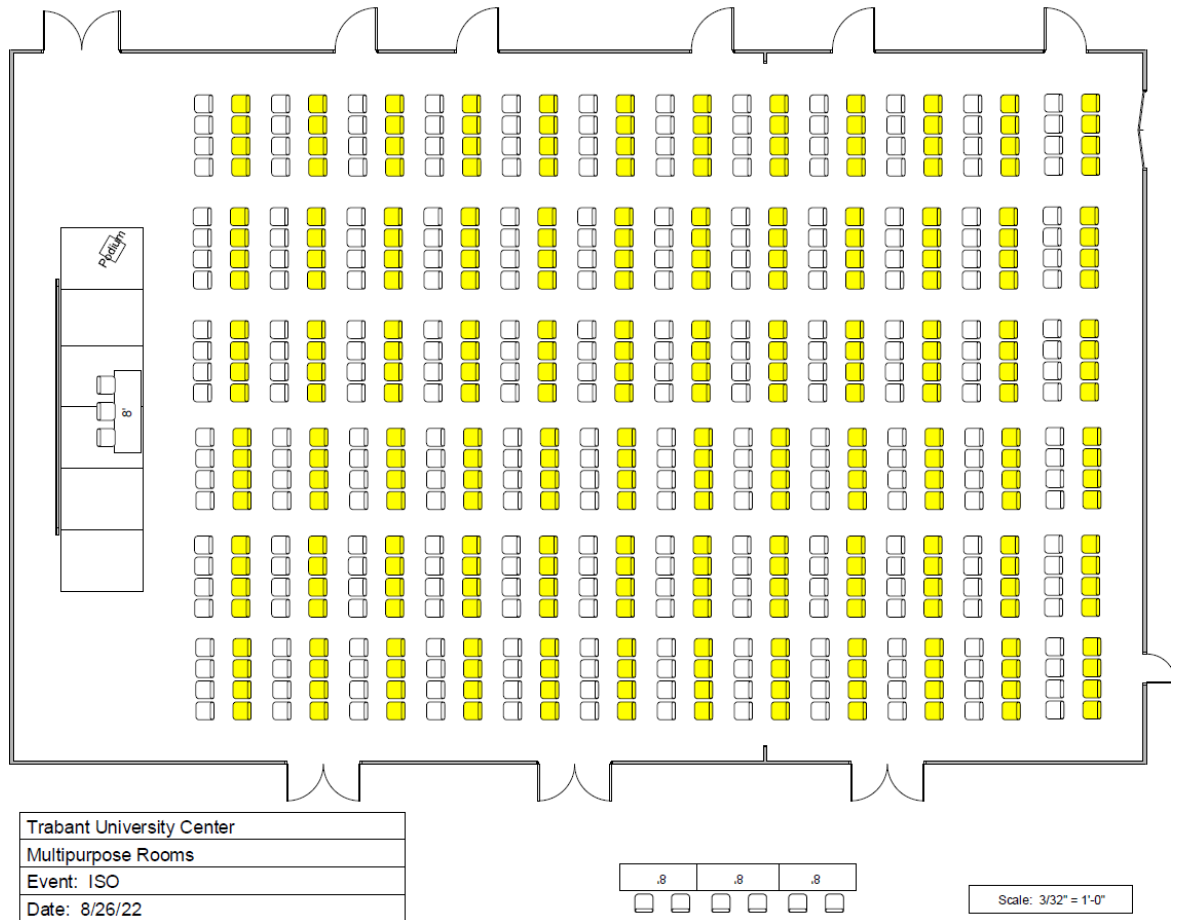 Podium
8'
Trabant University Center
Multipurpose Rooms
Event: ISO
Date: 8/26/22
8' 8' 8'
Scale: 3/32" = 1'-0"